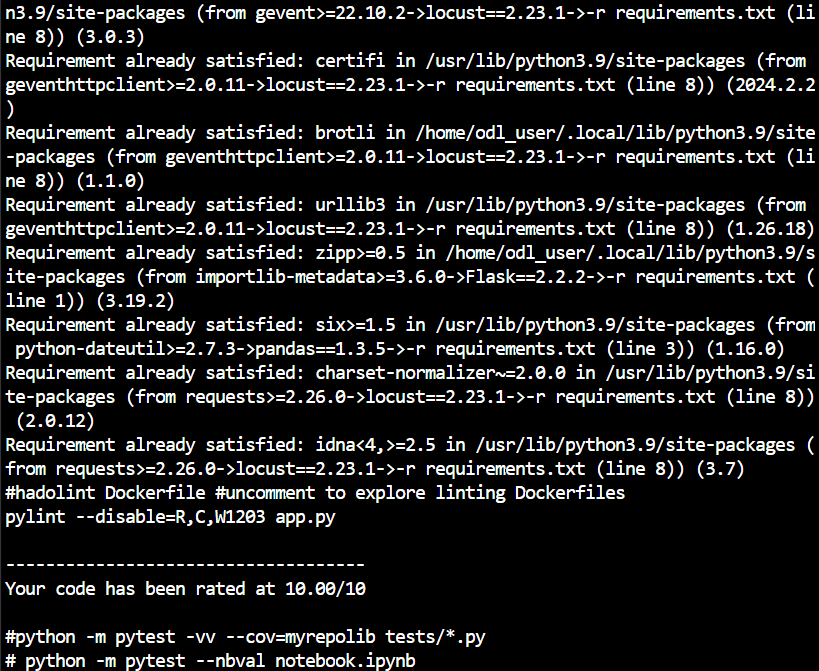 n3.9/site-packages (from gevent>=22.10.2->locust==2.23.1->-r requirements.txt (li
ne 8)) (3.0.3)
Requirement already satisfied: certifi in /usr/lib/python3.9/site-packages (from
geventhttpclient>=2.0.11->locust==2.23.1->-r requirements.txt (line 8)) (2024.2.2
)
Requirement already satisfied: brotli in /home/odl_user/.local/lib/python3.9/site
-packages (from geventhttpclient>=2.0.11->locust==2.23.1->-r requirements.txt (li
ne 8)) (1.1.0)
Requirement already satisfied: urllib3 in /usr/lib/python3.9/site-packages (from
geventhttpclient>=2.0.11->locust==2.23.1->-r requirements.txt (line 8)) (1.26.18)
Requirement already satisfied: zipp>=0.5 in /home/odl_user/.local/lib/python3.9/s
ite-packages (from importlib-metadata>=3.6.0->Flask==2.2.2->-r requirements.txt (
line 1)) (3.19.2)
Requirement already satisfied: six>=1.5 in /usr/lib/python3.9/site-packages (from
 python-dateutil>=2.7.3->pandas==1.3.5->-r requirements.txt (line 3)) (1.16.0)
Requirement already satisfied: charset-normalizer~=2.0.0 in /usr/lib/python3.9/si
te-packages (from requests>=2.26.0->locust==2.23.1->-r requirements.txt (line 8))
 (2.0.12)
Requirement already satisfied: idna<4,>=2.5 in /usr/lib/python3.9/site-packages (
from requests>=2.26.0->locust==2.23.1->-r requirements.txt (line 8)) (3.7)
#hadolint Dockerfile #uncomment to explore linting Dockerfiles
pylint --disable=R,C,W1203 app.py

------------------------------------
Your code has been rated at 10.00/10

#python -m pytest -vv --cov=myrepolib tests/*.py
# python -m pytest --nbval notebook.ipynb